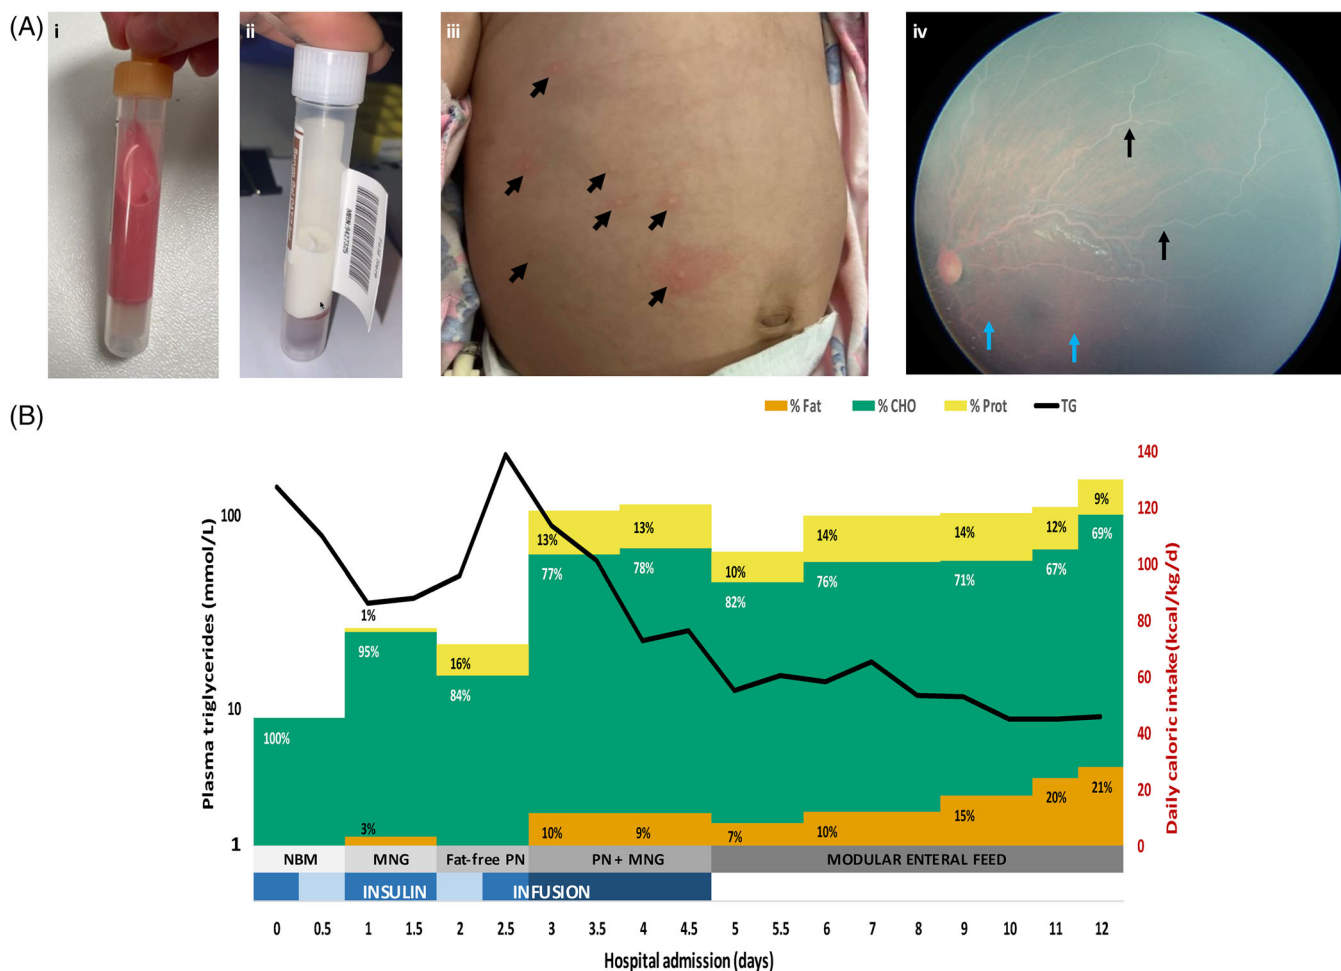 (A)
i
ii
iii
iv
(B)
% Fat % CHO % Prot TG
Plasma triglycerides (mmol/L)
100
10
1
Daily caloric intake(kcal/kg/d)
140
120
100
80
60
40
20
0
100%
1%
95%
3%
16%
84%
13%
77%
10%
13%
78%
9%
10%
82%
7%
14%
76%
10%
14%
71%
15%
12%
67%
20%
9%
69%
21%
NBM MNG Fat-free PN PN + MNG MODULAR ENTERAL FEED
INSULIN INFUSION
0 0.5 1 1.5 2 2.5 3 3.5 4 4.5 5 5.5 6 7 8 9 10 11 12
Hospital admission (days)